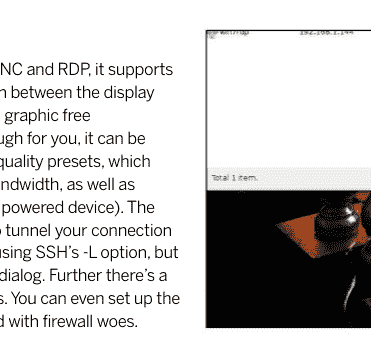 NC and RDP, it supports
n between the display
graphic free
ugh for you, it can be
quality presets, which
ndwidth, as well as
powered device). The
o tunnel your connection
using SSH's -L option, but
dialog. Further there's a
s. You can even set up the
d with firewall woes.
192.168.1.144
Total 1 item.